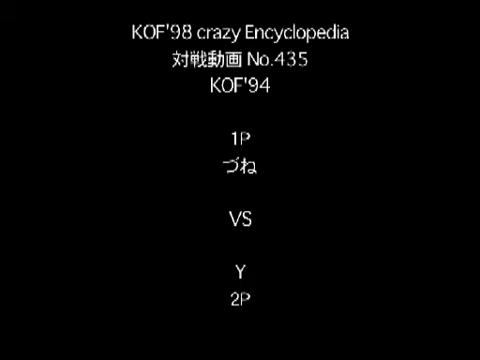 KOF'98 crazy Encyclopedia
対戦動画 No.435
KOF'94
1P
づね
VS
Y
2P